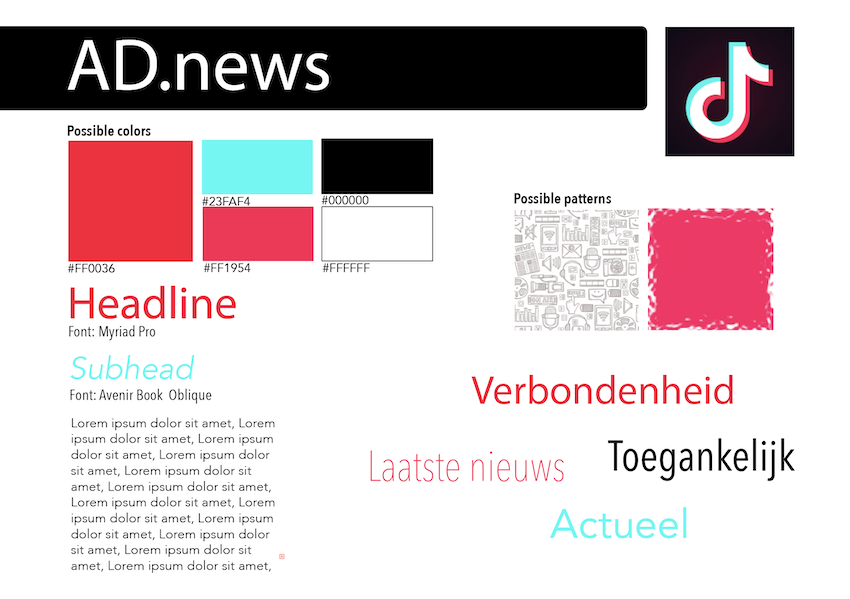 AD.news
Possible colors
#23FAF4
#000000
#FF0036
#FF1954
#FFFFFF
Possible patterns
Headline
Font: Myriad Pro
Subhead
Font: Avenir Book  Oblique
Lorem ipsum dolor sit amet, Lorem
ipsum dolor sit amet, Lorem ipsum
dolor sit amet, Lorem ipsum dolor
sit amet, Lorem ipsum dolor sit
amet, Lorem ipsum dolor sit amet,
Lorem ipsum dolor sit amet, Lorem
ipsum dolor sit amet, Lorem ipsum
dolor sit amet, Lorem ipsum dolor
sit amet, Lorem ipsum dolor sit
amet, Lorem ipsum dolor sit amet,
Verbondenheid
Toegankelijk
Laatste nieuws
Actueel